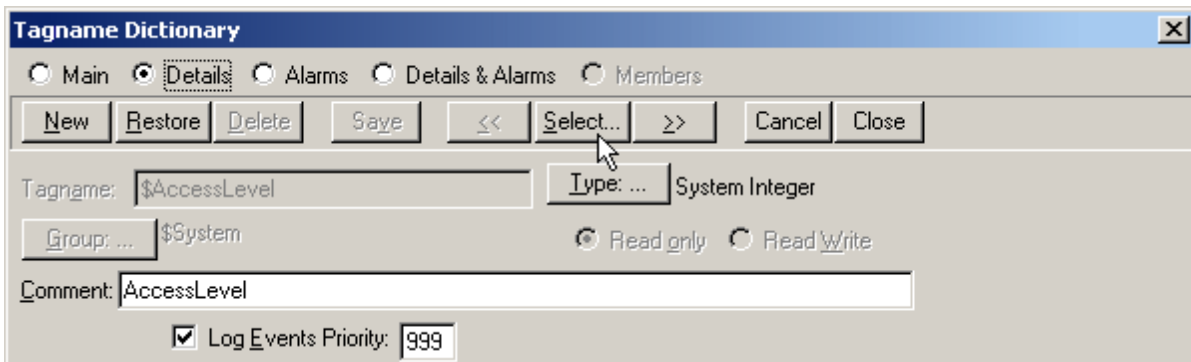 Tagname Dictionary
Main Details Alarms Details & Alarms Members
New Restore Delete Save << Select... >> Cancel Close
Tagname: $AccessLevel Type: ... System Integer
Group: ... $System Read only Read Write
Comment: AccessLevel
Log Events Priority: 999